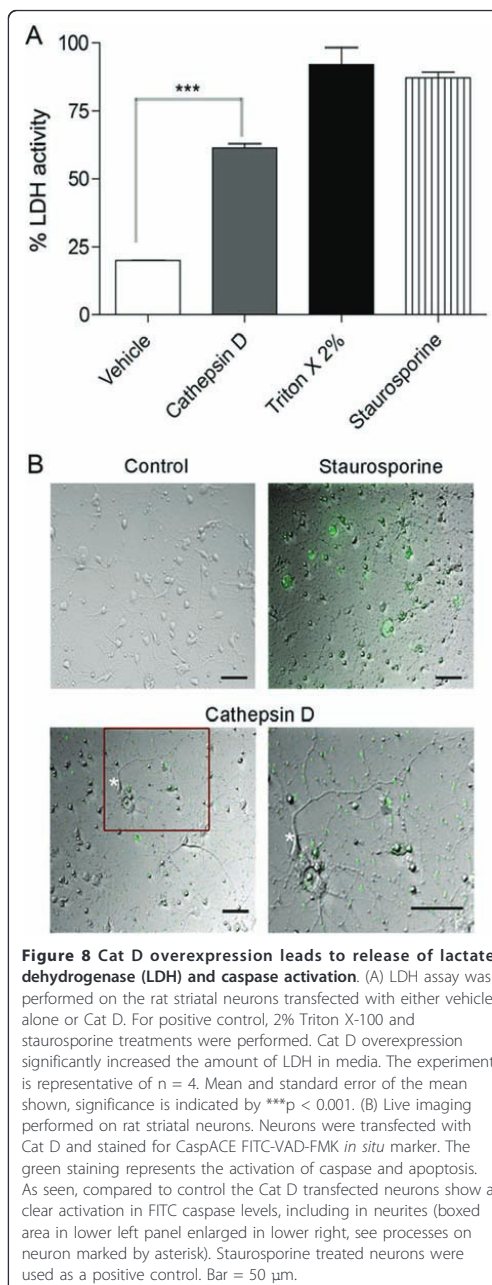 A
100
75
50
25
0
% LDH activity
***
Vehicle
Cathepsin D
Triton X 2%
Staurosporine
B
Control
Staurosporine
Cathepsin D
*
*
Figure 8 Cat D overexpression leads to release of lactate
dehydrogenase (LDH) and caspase activation. (A) LDH assay was
performed on the rat striatal neurons transfected with either vehicle
alone or Cat D. For positive control, 2% Triton X-100 and
staurosporine treatments were performed. Cat D overexpression
significantly increased the amount of LDH in media. The experiment
is representative of n = 4. Mean and standard error of the mean
shown, significance is indicated by ***p < 0.001. (B) Live imaging
performed on rat striatal neurons. Neurons were transfected with
Cat D and stained for CaspACE FITC-VAD-FMK in situ marker. The
green staining represents the activation of caspase and apoptosis.
As seen, compared to control the Cat D transfected neurons show a
clear activation in FITC caspase levels, including in neurites (boxed
area in lower left panel enlarged in lower right, see processes on
neuron marked by asterisk). Staurosporine treated neurons were
used as a positive control. Bar = 50 μm.